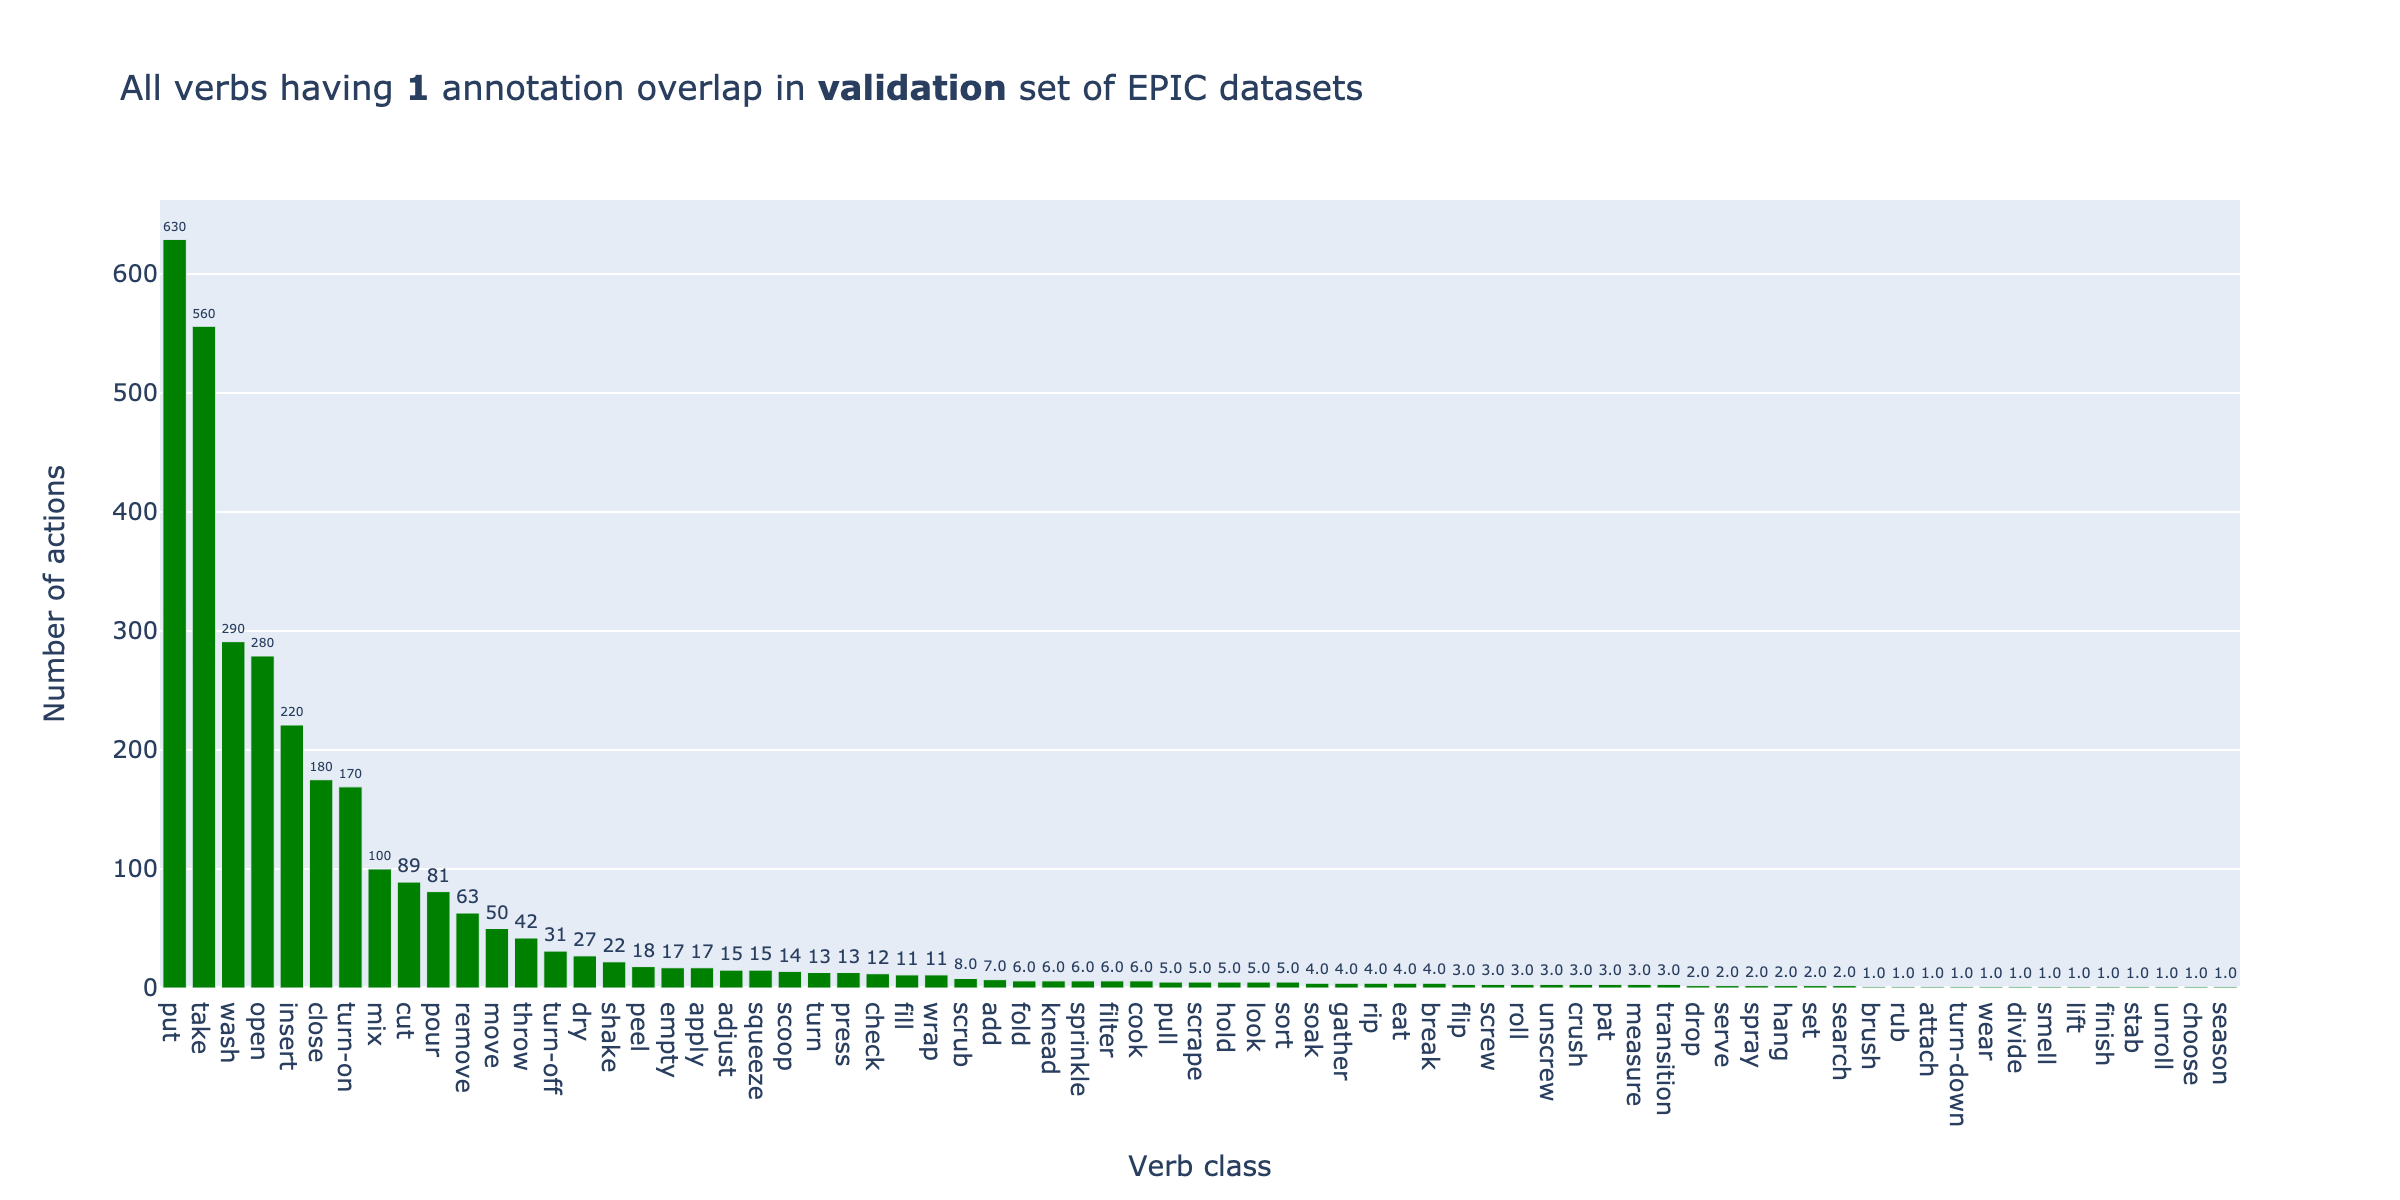 All verbs having 1 annotation overlap in validation set of EPIC datasets
Number of actions
600
500
400
300
200
100
0
630 560 290 280 220 180 170 100 89 81 63 50 42 31 27 22 18 17 17 15 15 14 13 13 12 11 11 8.0 7.0 6.0 6.0 6.0 6.0 6.0 5.0 5.0 5.0 5.0 5.0 4.0 4.0 4.0 4.0 4.0 3.0 3.0 3.0 3.0 3.0 3.0 3.0 3.0 2.0 2.0 2.0 2.0 2.0 2.0 1.0 1.0 1.0 1.0 1.0 1.0 1.0 1.0 1.0 1.0 1.0 1.0 1.0
put
take
wash
open
insert
close
turn-on
mix
cut
pour
remove
move
throw
turn-off
dry
shake
peel
empty
apply
adjust
squeeze
scoop
turn
press
check
fill
wrap
scrub
add
fold
knead
sprinkle
filter
cook
pull
scrape
hold
look
sort
soak
gather
rip
eat
break
flip
screw
roll
unscrew
crush
pat
measure
transition
drop
serve
spray
hang
set
search
brush
rub
attach
turn-down
wear
divide
smell
lift
finish
stab
unroll
choose
season
Verb class